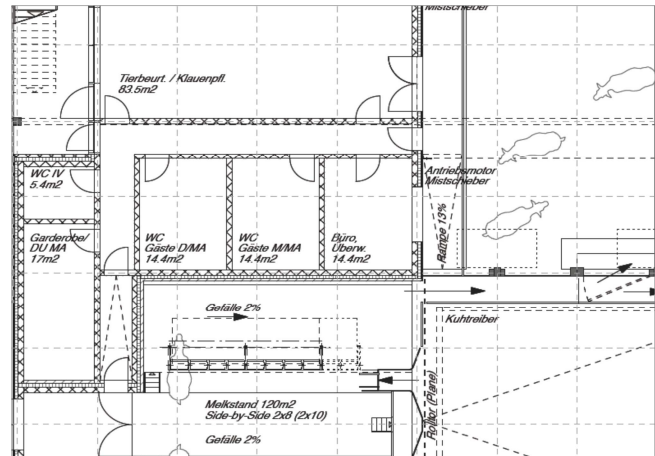 Mistschieber
Tierbeurt. / Klauenpfl.
83.5m2
WC IV
5.4m2
Antriebsmotor
Mistschieber
Rampe 13%
Garderobe/
DU MA
17m2
WC
Gäste D/MA
14.4m2
WC
Gäste M/MA
14.4m2
Büro,
Überw.
14.4m2
Gefälle 2%
Kuhtreiber
Rolltor (Plane)
Melkstand 120m2
Side-by-Side 2x8 (2x10)
Gefälle 2%